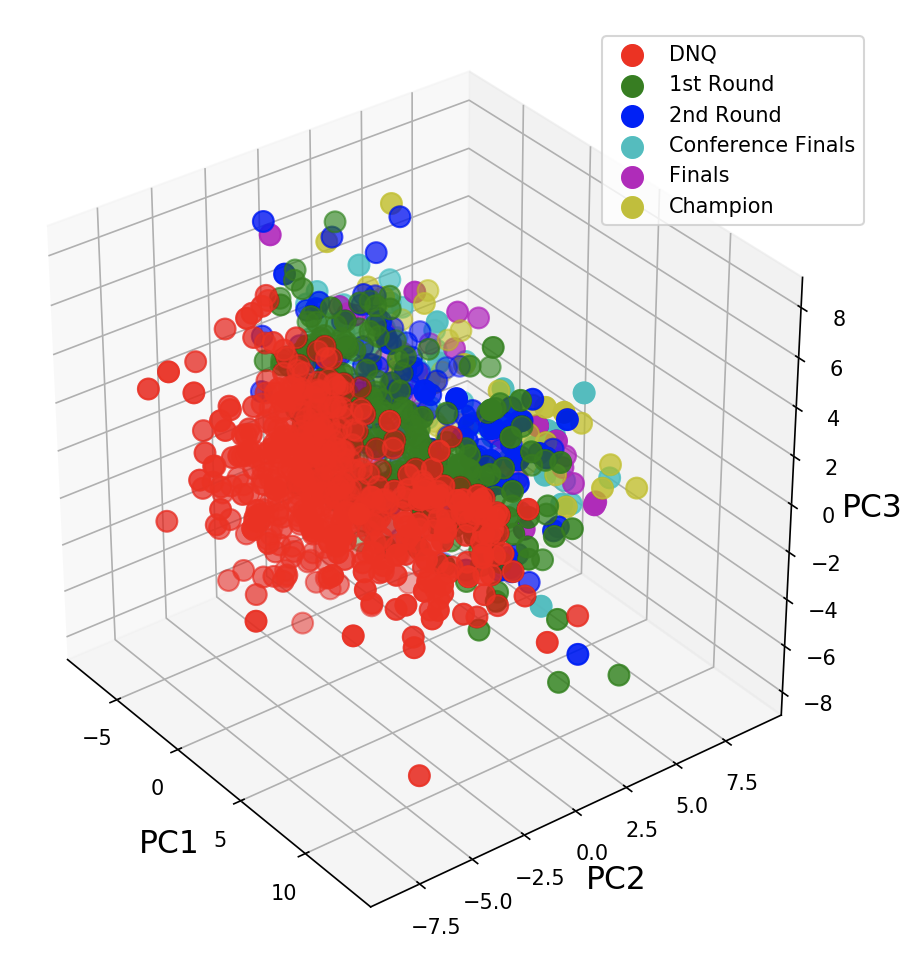 DNQ
1st Round
2nd Round
Conference Finals
Finals
Champion
8
6
4
2
0
−2
−4
−6
−8
PC3
−5
0
5
10
PC1
−7.5
−5.0
−2.5
0.0
2.5
5.0
7.5
PC2